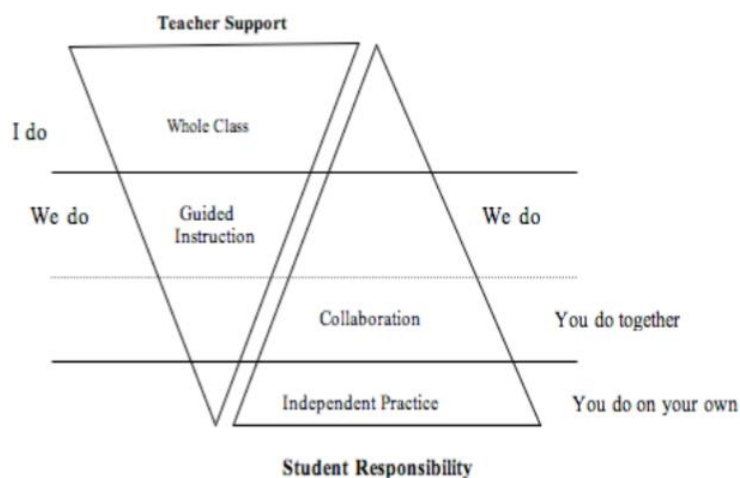 Teacher Support
I do
Whole Class
We do
Guided
Instruction
We do
Collaboration
You do together
Independent Practice
You do on your own
Student Responsibility